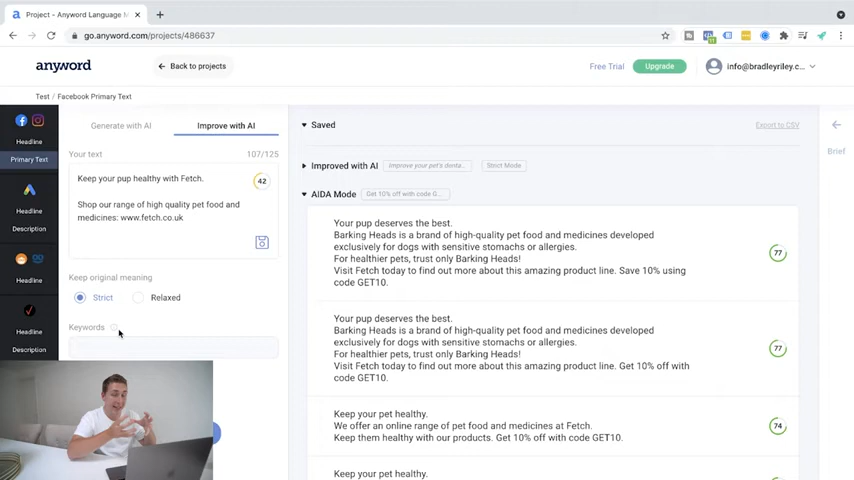 Project - Anyword Language M
go.anyword.com/projects/486637
anyword
Back to projects
Free Trial
Upgrade
info@bradleyriley.c...
Test / Facebook Primary Text
Headline
Primary Text
Headline
Description
Headline
Headline
Description
Generate with AI
Improve with AI
Your text
107/125
Keep your pup healthy with Fetch.
42
Shop our range of high quality pet food and
medicines: www.fetch.co.uk
Keep original meaning
Strict
Relaxed
Keywords
Saved
Export to CSV
Improved with AI
Improve your pet's denta...
Strict Mode
AIDA Mode
Get 10% off with code G...
Your pup deserves the best.
Barking Heads is a brand of high-quality pet food and medicines developed
exclusively for dogs with sensitive stomachs or allergies.
For healthier pets, trust only Barking Heads!
Visit Fetch today to find out more about this amazing product line. Save 10% using
code GET10.
77
Your pup deserves the best.
Barking Heads is a brand of high-quality pet food and medicines developed
exclusively for dogs with sensitive stomachs or allergies.
For healthier pets, trust only Barking Heads!
Visit Fetch today to find out more about this amazing product line. Get 10% off with
code GET10.
77
Keep your pet healthy.
We offer an online range of pet food and medicines at Fetch.
Keep them healthy with our products. Get 10% off with code GET10.
74
Keep your pet healthy.
Brief